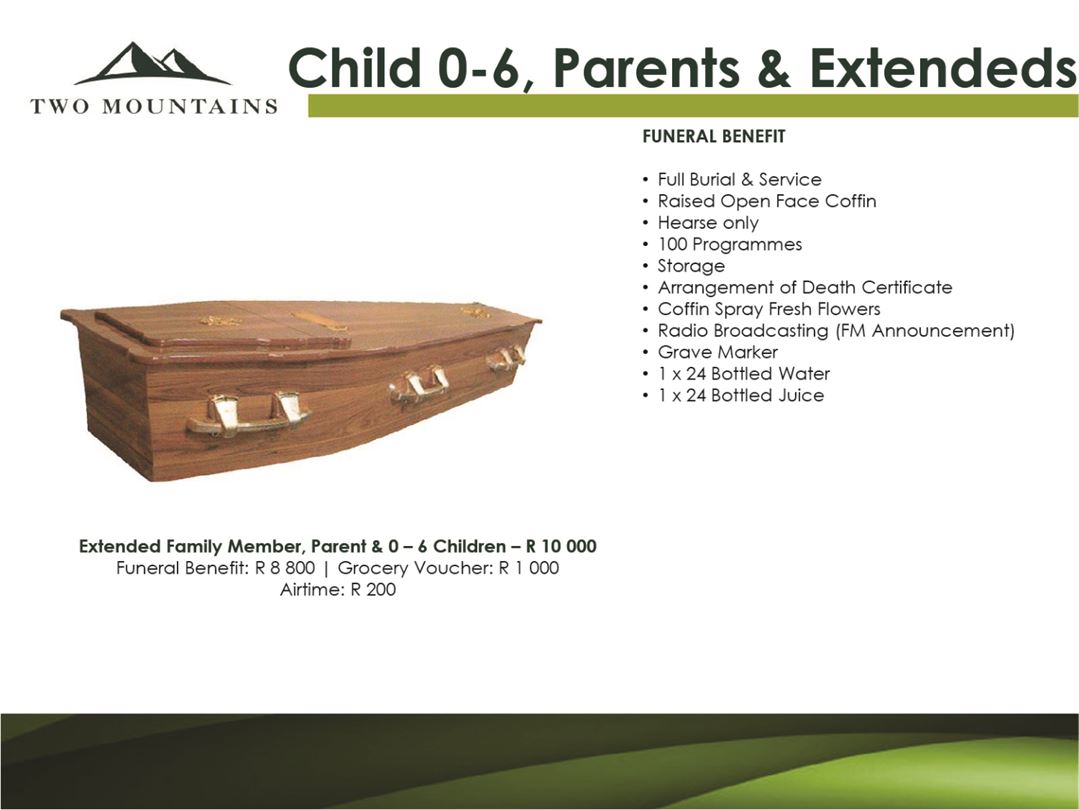 TWO MOUNTAINS
Child 0-6, Parents & Extendeds
FUNERAL BENEFIT
• Full Burial & Service
• Raised Open Face Coffin
• Hearse only
• 100 Programmes
• Storage
• Arrangement of Death Certificate
• Coffin Spray Fresh Flowers
• Radio Broadcasting (FM Announcement)
• Grave Marker
• 1 x 24 Bottled Water
• 1 x 24 Bottled Juice
Extended Family Member, Parent & 0 – 6 Children – R 10 000
Funeral Benefit: R 8 800 | Grocery Voucher: R 1 000
Airtime: R 200